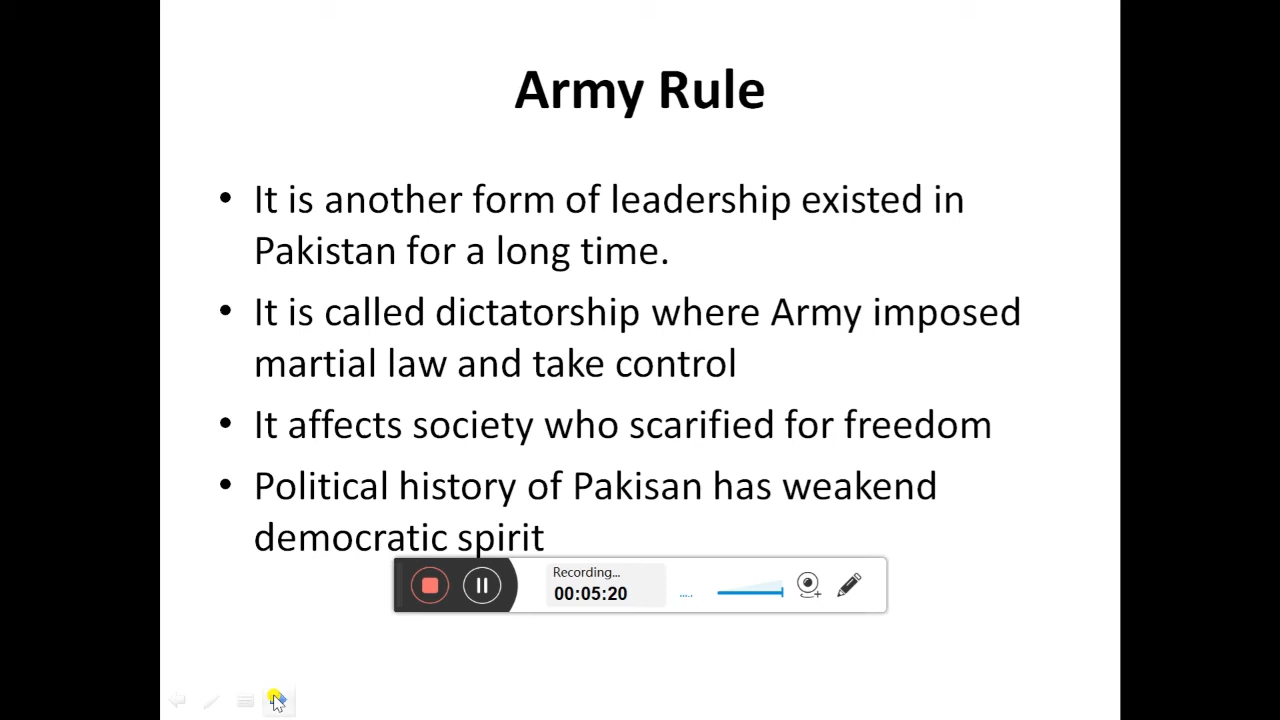 Army Rule
• It is another form of leadership existed in
Pakistan for a long time.
• It is called dictatorship where Army imposed
martial law and take control
• It affects society who scarified for freedom
• Political history of Pakisan has weakend
democratic spirit
Recording...
00:05:20